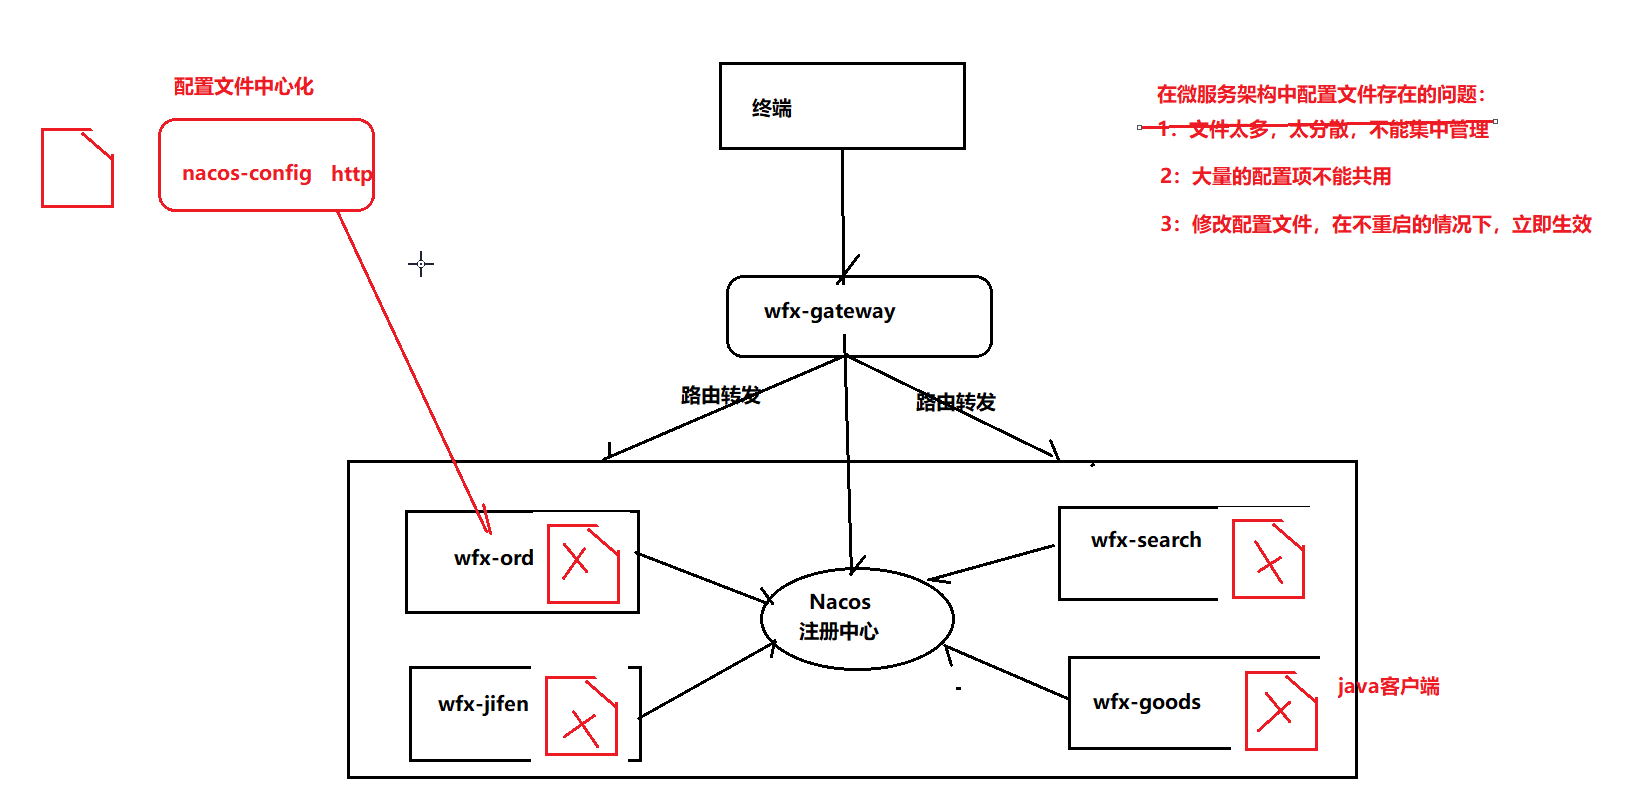 配置文件中心化
nacos-config http
终端
在微服务架构中配置文件存在的问题：
1：文件太多，太分散，不能集中管理
2：大量的配置项不能共用
3：修改配置文件，在不重启的情况下，立即生效
wfx-gateway
路由转发
路由转发
wfx-ord
wfx-search
Nacos
注册中心
wfx-jifen
wfx-goods
java客户端